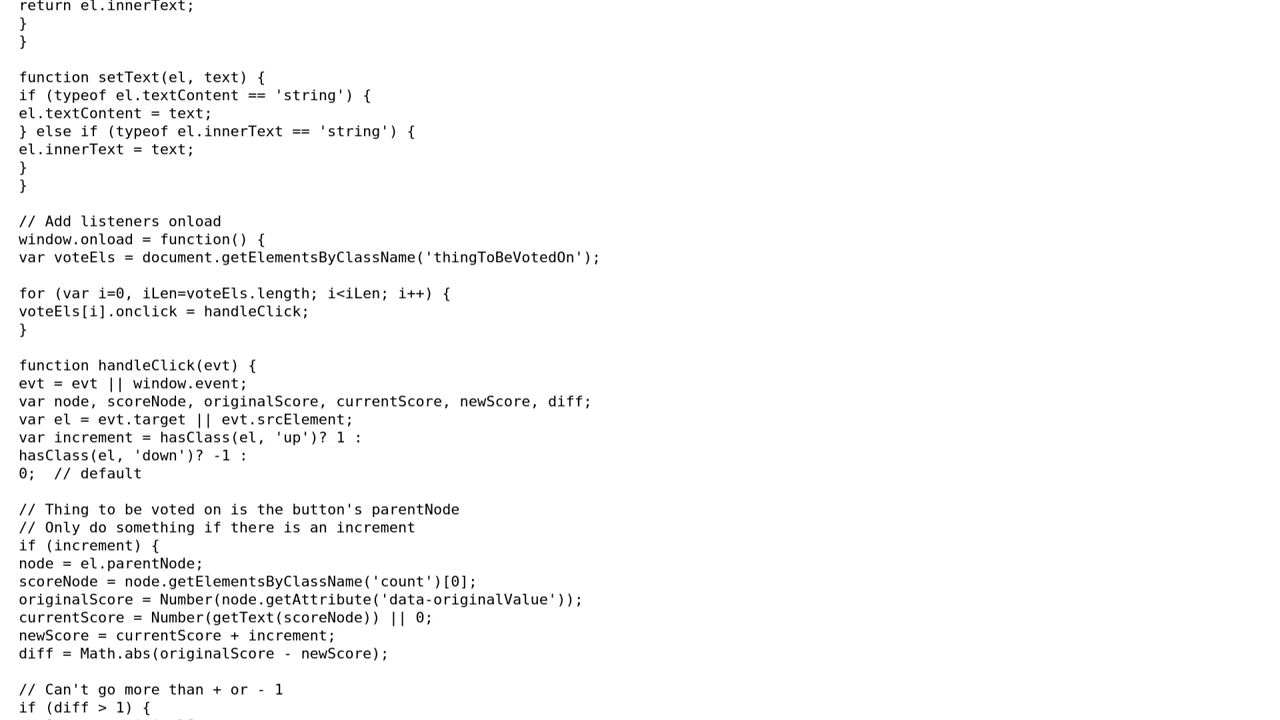 return el.innerText;
}
}
function setText(el, text) {
if (typeof el.textContent == 'string') {
el.textContent = text;
} else if (typeof el.innerText == 'string') {
el.innerText = text;
}
}
// Add listeners onload
window.onload = function() {
var voteEls = document.getElementsByClassName('thingToBeVotedOn');
for (var i=0, iLen=voteEls.length; i<iLen; i++) {
voteEls[i].onclick = handleClick;
}
function handleClick(evt) {
evt = evt || window.event;
var node, scoreNode, originalScore, currentScore, newScore, diff;
var el = evt.target || evt.srcElement;
var increment = hasClass(el, 'up')? 1 :
hasClass(el, 'down')? -1 :
0;  // default
// Thing to be voted on is the button's parentNode
// Only do something if there is an increment
if (increment) {
node = el.parentNode;
scoreNode = node.getElementsByClassName('count')[0];
originalScore = Number(node.getAttribute('data-originalValue'));
currentScore = Number(getText(scoreNode)) || 0;
newScore = currentScore + increment;
diff = Math.abs(originalScore - newScore);
// Can't go more than + or - 1
if (diff > 1) {